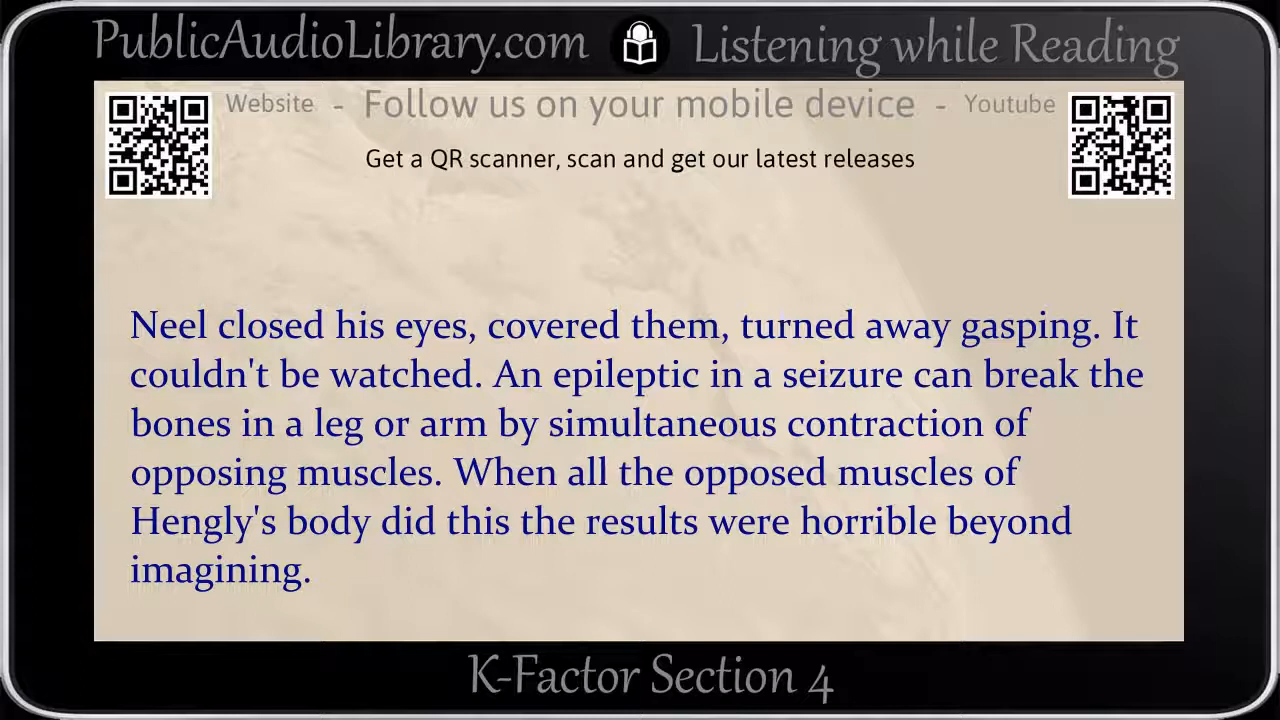 PublicAudioLibrary.com Listening while Reading
Website - Follow us on your mobile device - Youtube
Get a QR scanner, scan and get our latest releases
Neel closed his eyes, covered them, turned away gasping. It
couldn't be watched. An epileptic in a seizure can break the
bones in a leg or arm by simultaneous contraction of
opposing muscles. When all the opposed muscles of
Hengly's body did this the results were horrible beyond
imagining.
K-Factor Section 4